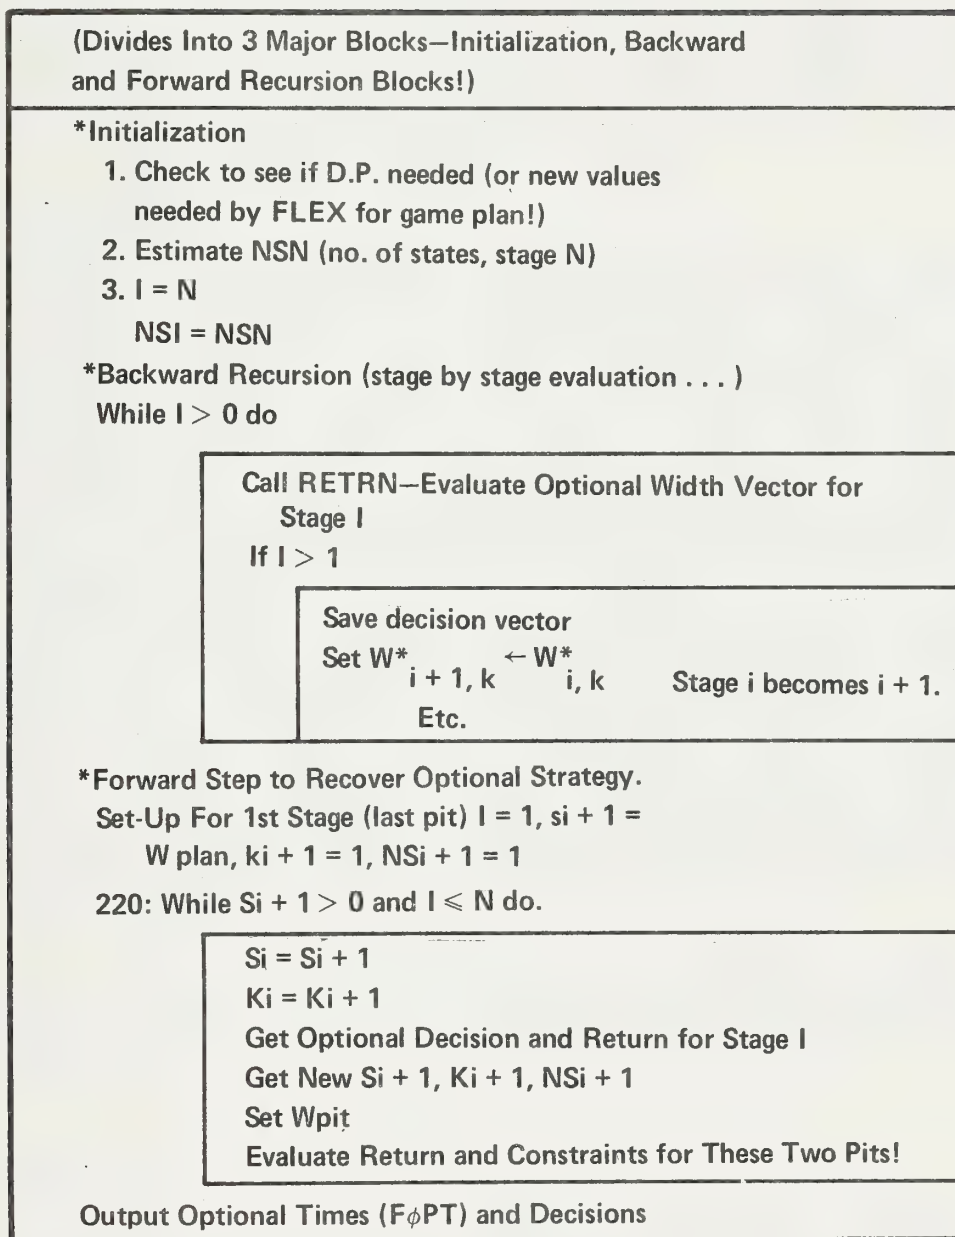 (Divides Into 3 Major Blocks—Initialization, Backward
and Forward Recursion Blocks!)
*Initialization
1. Check to see if D.P. needed (or new values
needed by FLEX for game plan!)
2. Estimate NSN (no. of states, stage N)
3. I = N
NSI = NSN
*Backward Recursion (stage by stage evaluation . . . )
While I > 0 do
Call RETRN—Evaluate Optional Width Vector for
Stage I
If I > 1
Save decision vector
Set W* i + 1, k ← W* i, k Stage i becomes i + 1.
Etc.
*Forward Step to Recover Optional Strategy.
Set-Up For 1st Stage (last pit) I = 1, si + 1 =
W plan, ki + 1 = 1, NSi + 1 = 1
220: While Si + 1 > 0 and I ⩽ N do.
Si = Si + 1
Ki = Ki + 1
Get Optional Decision and Return for Stage I
Get New Si + 1, Ki + 1, NSi + 1
Set Wpit
Evaluate Return and Constraints for These Two Pits!
Output Optional Times (FϕPT) and Decisions